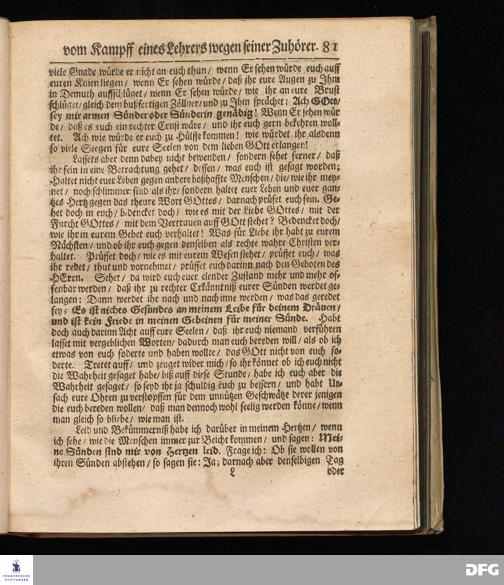 vom Kampff eines Lehrers wegen seiner Zuhörer. 81
viele Gnade würde er nicht an euch thun / wenn Er sehen würde euch auff
euren Knien liegen / wenn Er sehen würde / daß ihr eure Augen zu Ihm
in Demuth auffschlüget / wenn Er sehen würde / wie ihr an eure Brust
schlüget / gleich dem bußfertigen Zöllner / und zu Ihm sprächet: Ach GOtt
sey mir armen Sünder oder Sünderin genädig! Wenn Er sehen wür-
de / daß es euch ein rechter Ernst wäre / und ihr euch gern bekehren woll-
tet. Ach wie würde er euch zu Hülffe kommen! wie würdet ihr alsdenn
so viele Seegen für eure Seelen von dem lieben GOtt erlangen!
Lassets aber denn dabey nicht bewenden / sondern sehet ferner / daß
ihr fein in eine Betrachtung gehet / dessen / was euch ist gesagt worden;
Haltet nicht euer Leben gegen andere boßhaffte Menschen / die / wie ihr mey-
net / noch schlimmer sind als ihr / sondern haltet euer Leben und euer gan-
tzes Hertz gegen das theure Wort GOttes / darnach prüfet euch fein. Ge-
het doch in euch / bedencket doch / wie es mit der Liebe GOttes / mit der
Furcht GOttes / mit dem Vertrauen auff GOtt stehet? Bedencket doch /
wie ihr in eurem Gebet euch verhaltet! Was für Liebe ihr habt zu eurem
Nächsten / und ob ihr euch gegen denselben als rechte wahre Christen ver-
haltet. Prüffet doch / wie es mit eurem Wesen stehet / prüffet euch / was
ihr redet / thut und vornehmet / prüffet euch darinn nach den Geboten des
HErrn. Sehet / da wird euch euer elender Zustand mehr und mehr of-
fenbar werden / daß ihr zu rechter Erkänntniß eurer Sünden werdet ge-
langen: Dann werdet ihr nach und nach inne werden / was das geredet
sey: Es ist nichts Gesundes an meinem Leibe für deinem Dräuen /
und ist kein Friede in meinen Gebeinen für meiner Sünde. Habt
doch auch darinn Acht auff eure Seelen / daß ihr euch niemand verführen
lasset mit vergeblichen Worten / dadurch man euch bereden will / als ob ich
etwas von euch foderte und haben wollte / das GOtt nicht von euch fo-
derte. Tretet auff / und zeuget wider mich / so ihr könnet ob ich euch nicht
die Wahrheit gesaget habe / biß auff diese Stunde / habe ich euch aber die
Wahrheit gesaget / so seyd ihr ja schuldig euch zu bessern / und habt Ur-
sach eure Ohren zu verstopffen für dem unnützen Geschwätze derer jenigen
die euch bereden wollen / daß man dennoch wohl seelig werden könne / wenn
man gleich so bliebe / wie man ist.
Leid und Bekümmerniß habe ich darüber in meinem Hertzen / wenn
ich sehe / wie die Menschen immer zur Beicht kommen / und sagen: Mei-
ne Sünden sind mir von Hertzen leid. Frage ich: Ob sie wollen von
ihren Sünden abstehen / so sagen sie: Ja; darnach aber denselbigen Tag
L oder
FRANCKESCHE
STIFTUNGEN
DFG